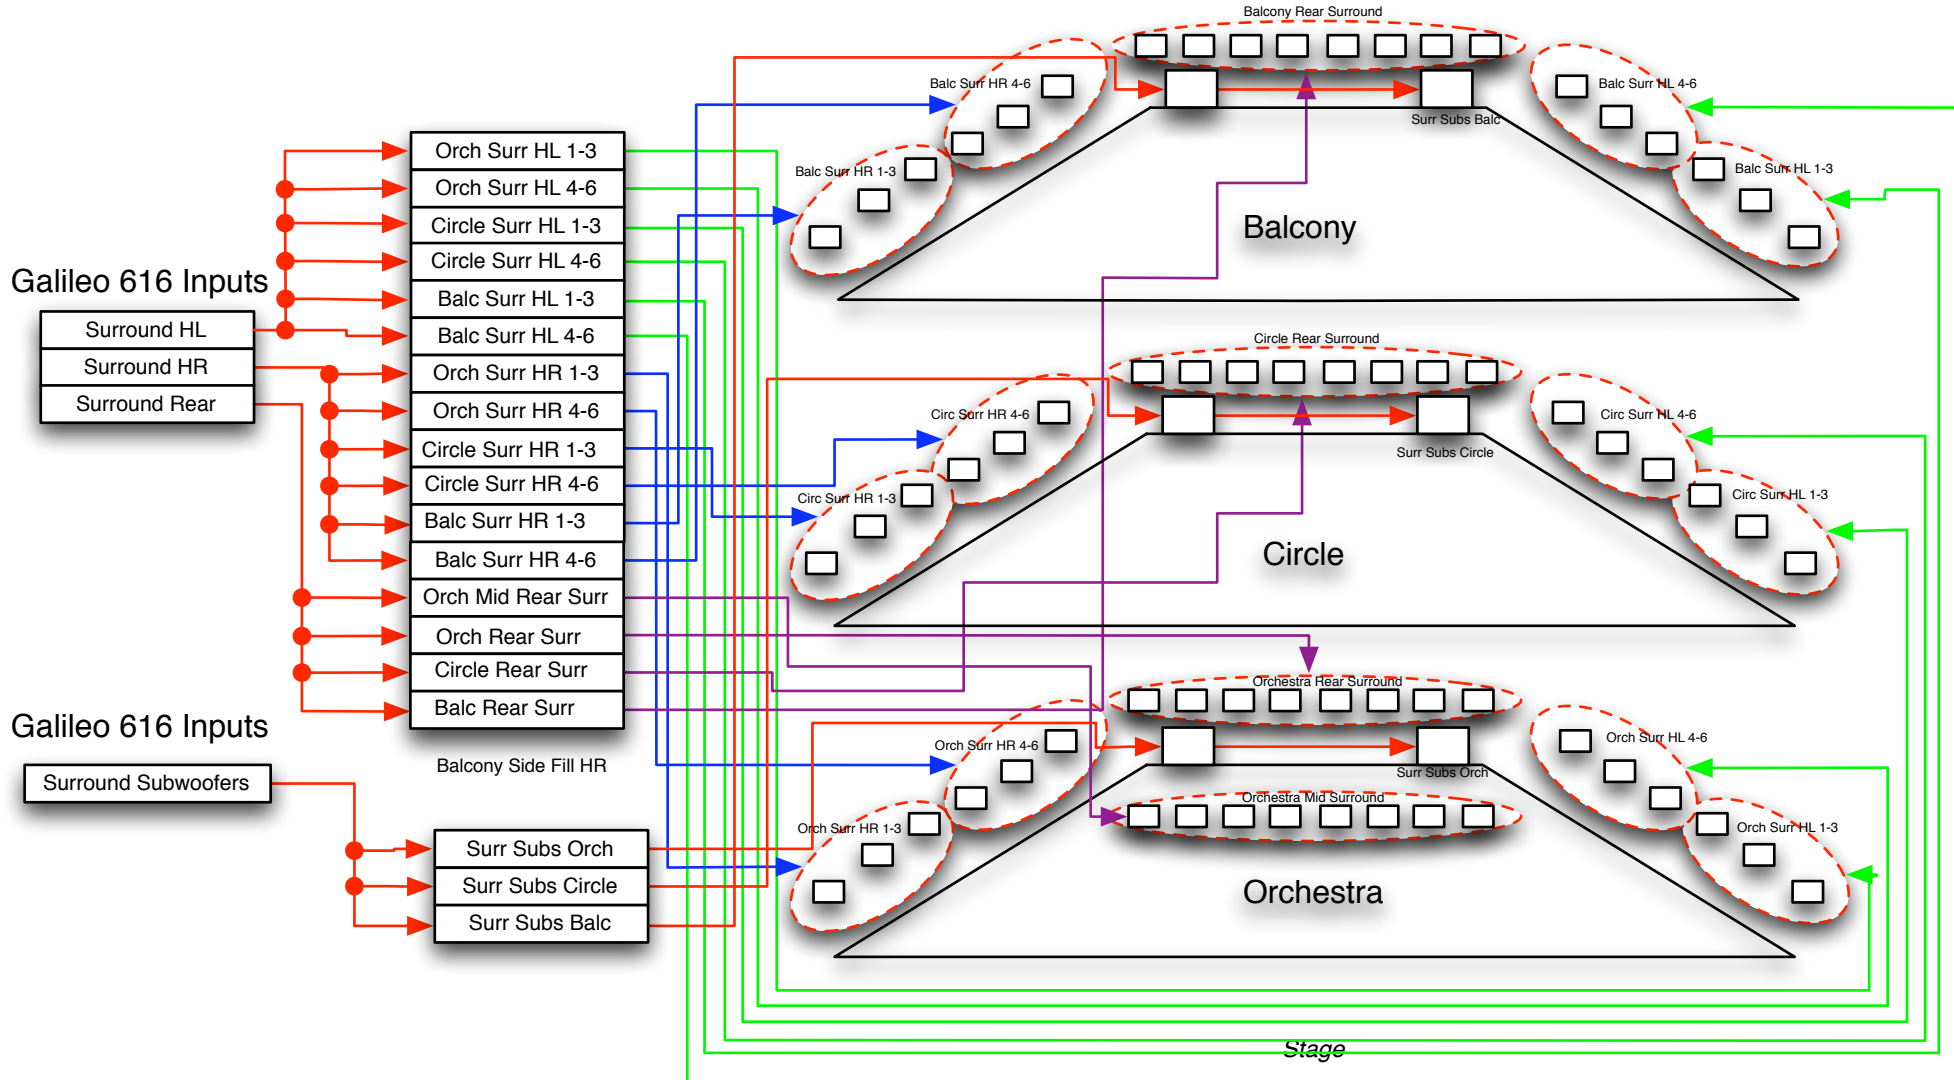 Galileo 616 Inputs
Surround HL
Surround HR
Surround Rear
Galileo 616 Inputs
Surround Subwoofers
Orch Surr HL 1-3
Orch Surr HL 4-6
Circle Surr HL 1-3
Circle Surr HL 4-6
Balc Surr HL 1-3
Balc Surr HL 4-6
Orch Surr HR 1-3
Orch Surr HR 4-6
Circle Surr HR 1-3
Circle Surr HR 4-6
Balc Surr HR 1-3
Balc Surr HR 4-6
Orch Mid Rear Surr
Orch Rear Surr
Circle Rear Surr
Balc Rear Surr
Balcony Side Fill HR
Surr Subs Orch
Surr Subs Circle
Surr Subs Balc
Balcony Rear Surround
Balc Surr HR 4-6
Balc Surr HL 4-6
Surr Subs Balc
Balc Surr HR 1-3
Balc Surr HL 1-3
Balcony
Circle Rear Surround
Circ Surr HR 4-6
Circ Surr HL 4-6
Surr Subs Circle
Circ Surr HR 1-3
Circ Surr HL 1-3
Circle
Orchestra Rear Surround
Orch Surr HR 4-6
Orch Surr HL 4-6
Surr Subs Orch
Orchestra Mid Surround
Orch Surr HR 1-3
Orch Surr HL 1-3
Orchestra
Stage